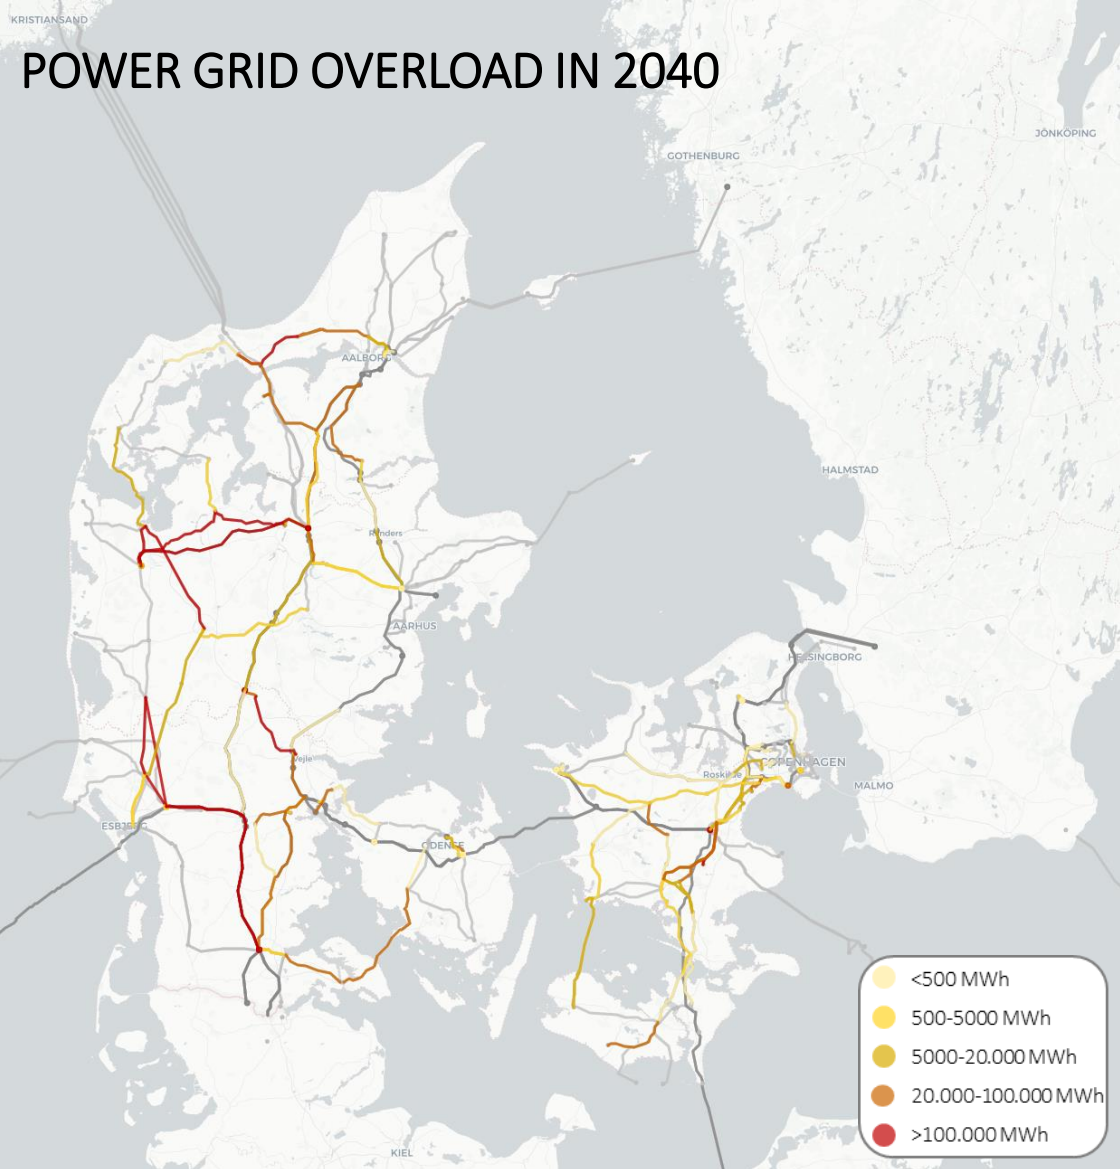 KRISTIANSAND
POWER GRID OVERLOAD IN 2040
JÖNKÖPING
GOTHENBURG
AALBORG
HALMSTAD
Randers
AARHUS
HELSINGBORG
Vejle
COPENHAGEN
Roskilde
MALMO
ESBJERG
ODENSE
<500 MWh
500-5000 MWh
5000-20.000 MWh
20.000-100.000 MWh
>100.000 MWh
KIEL